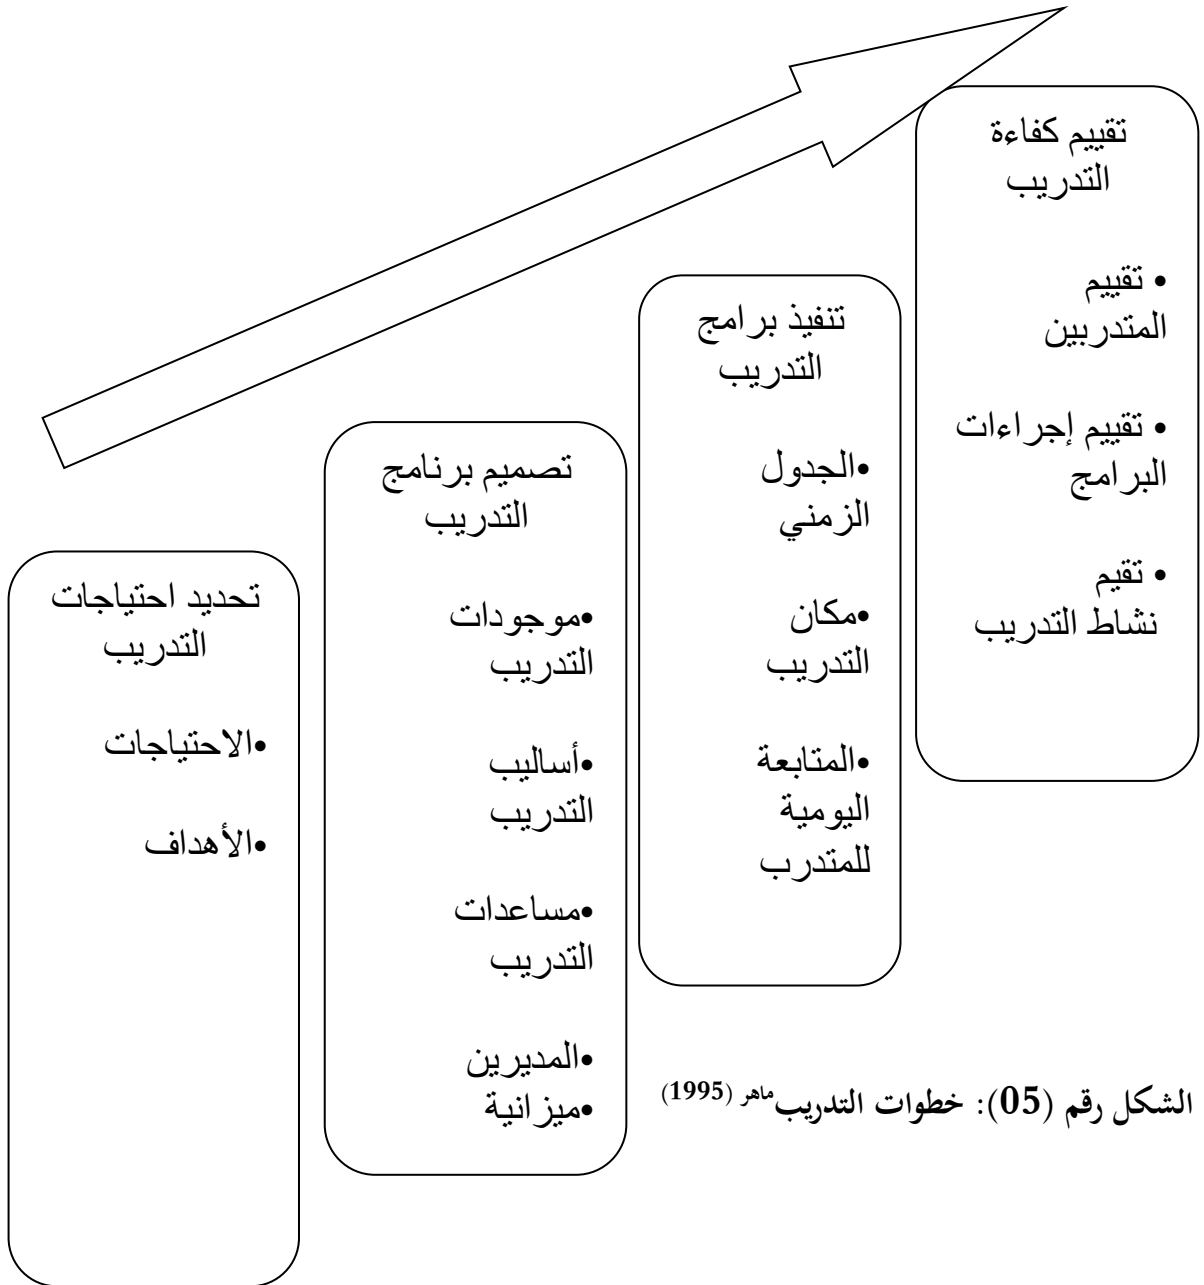 تحديد احتياجات
التدريب
•الاحتياجات
•الأهداف
تصميم برنامج
التدريب
•موجودات
التدريب
•أساليب
التدريب
•مساعدات
التدريب
•المديرين
•ميزانية
تنفيذ برامج
التدريب
•الجدول
الزمني
•مكان
التدريب
•المتابعة
اليومية
للمتدرب
تقييم كفاءة
التدريب
• تقييم
المتدربين
• تقييم إجراءات
البرامج
• تقيم
نشاط التدريب
الشكل رقم (05): خطوات التدريب ماهر (1995)